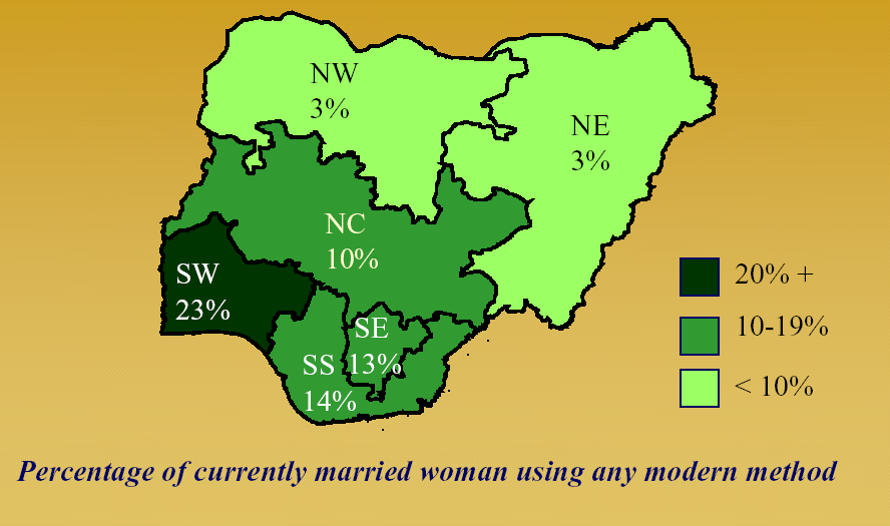 NW
3%
NE
3%
NC
10%
SW
23%
SE
13%
SS
14%
20% +
10-19%
< 10%
Percentage of currently married woman using any modern method